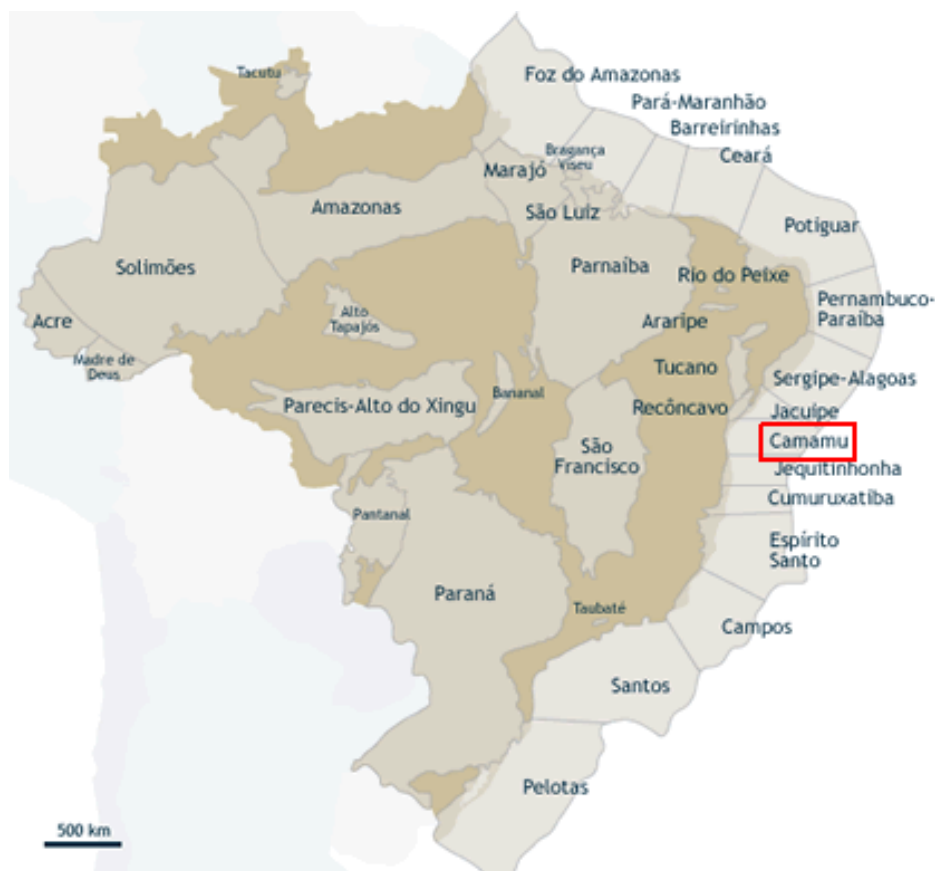 Tacutu
Foz do Amazonas
Pará-Maranhão
Barreirinhas
Bragança
Viseu
Ceará
Marajó
Amazonas
São Luiz
Potiguar
Solimões
Parnaíba
Rio do Peixe
Pernambuco-
Paraíba
Acre
Alto
Tapajós
Araripe
Madre de
Deus
Tucano
Sergipe-Alagoas
Parecis-Alto do Xingu
Bananal
Recôncavo
Jacuípe
São
Francisco
Camamu
Jequitinhonha
Cumuruxatiba
Pantanal
Espírito
Santo
Paraná
Taubaté
Campos
Santos
Pelotas
500 km